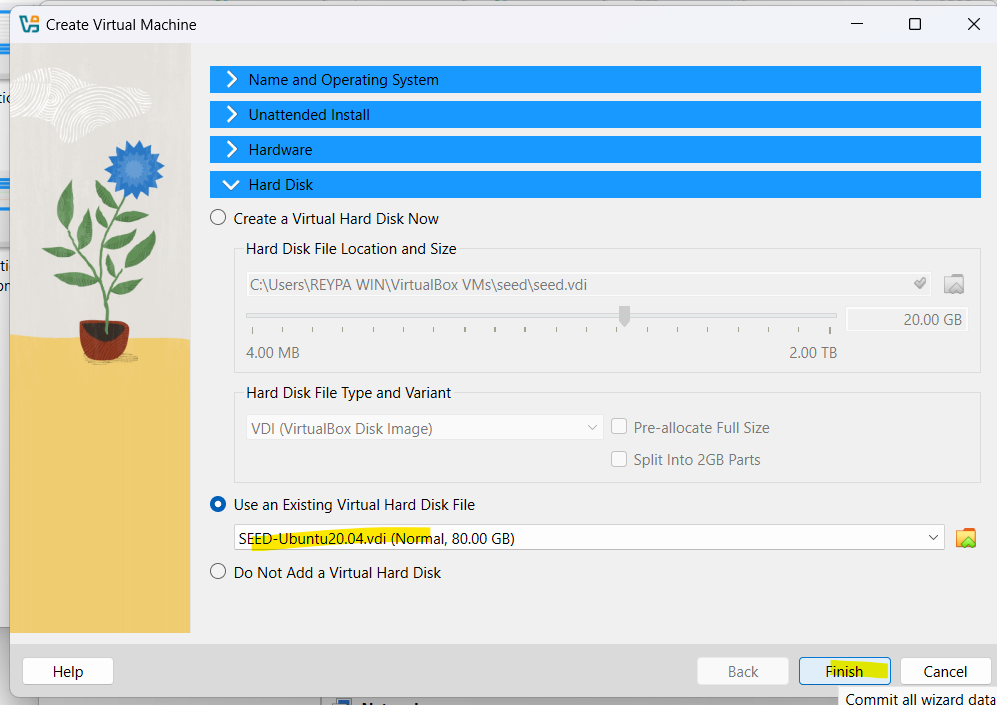 Create Virtual Machine
Name and Operating System
Unattended Install
Hardware
Hard Disk
Create a Virtual Hard Disk Now
Hard Disk File Location and Size
C:\Users\REYPA WIN\VirtualBox VMs\seed\seed.vdi
20.00 GB
4.00 MB 2.00 TB
Hard Disk File Type and Variant
VDI (VirtualBox Disk Image) Pre-allocate Full Size
Split Into 2GB Parts
Use an Existing Virtual Hard Disk File
SEED-Ubuntu20.04.vdi (Normal, 80.00 GB)
Do Not Add a Virtual Hard Disk
Help Back Finish Cancel
Commit all wizard data